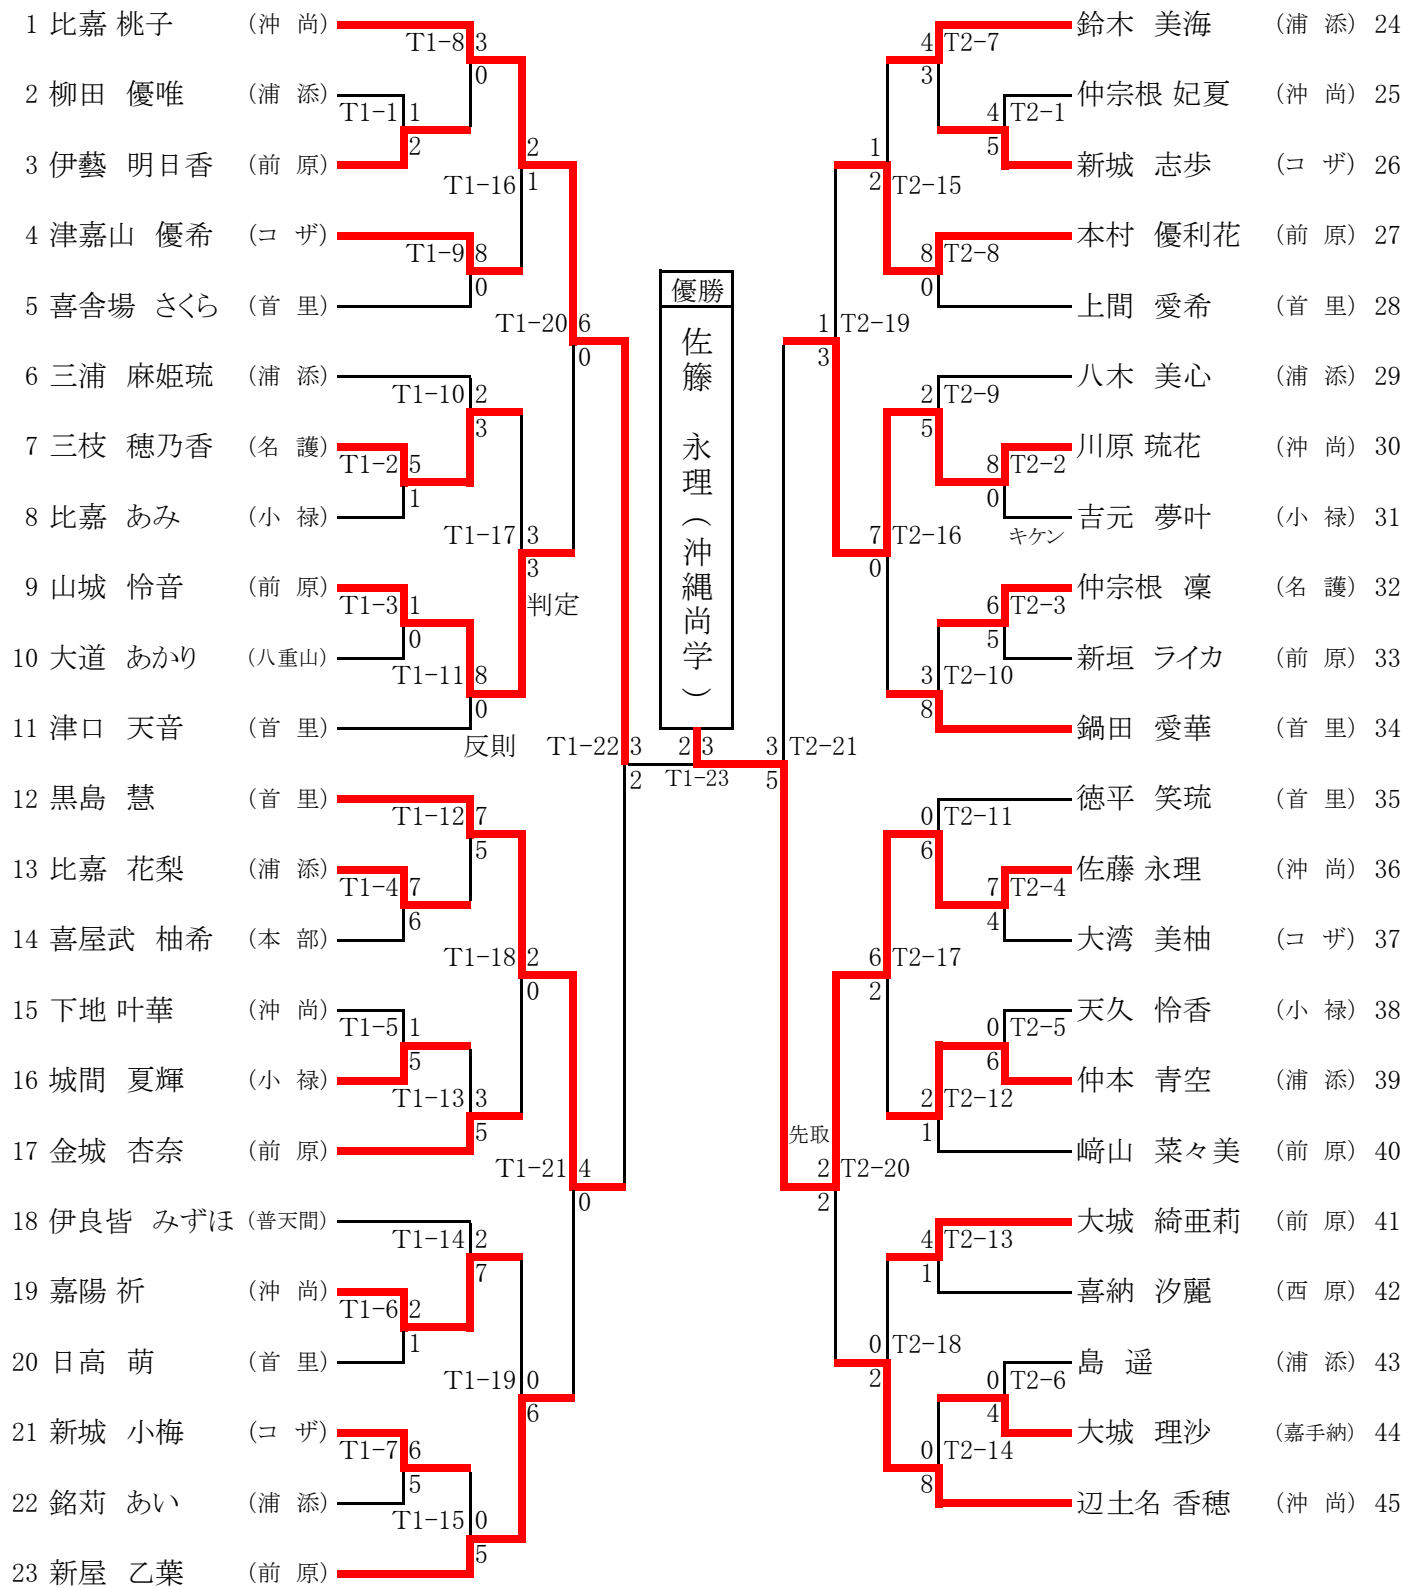 1 比嘉 桃子 (沖 尚)
T1-8 3
0
2 柳田 優唯 (浦 添)
T1-1 1
2
3 伊藝 明日香 (前 原)
T1-16 2
1
4 津嘉山 優希 (コ ザ)
T1-9 8
0
5 喜舎場 さくら (首 里)
T1-20 6
0
6 三浦 麻姫琉 (浦 添)
T1-10 2
3
7 三枝 穂乃香 (名 護)
T1-2 5
1
8 比嘉 あみ (小 禄)
T1-17 3
3
判定
9 山城 怜音 (前 原)
T1-3 1
0
10 大道 あかり (八重山)
T1-11 8
0
11 津口 天音 (首 里)
反則
T1-22 3
2
12 黒島 慧 (首 里)
T1-12 7
5
13 比嘉 花梨 (浦 添)
T1-4 7
6
14 喜屋武 柚希 (本 部)
T1-18 2
0
15 下地 叶華 (沖 尚)
T1-5 1
5
16 城間 夏輝 (小 禄)
T1-13 3
5
17 金城 杏奈 (前 原)
T1-21 4
0
18 伊良皆 みずほ (普天間)
T1-14 2
7
19 嘉陽 祈 (沖 尚)
T1-6 2
1
20 日高 萌 (首 里)
T1-19 0
6
21 新城 小梅 (コ ザ)
T1-7 6
5
22 銘苅 あい (浦 添)
T1-15 0
5
23 新屋 乙葉 (前 原)
優勝
佐籐 永理(沖縄尚学)
2 3
T1-23
鈴木 美海 (浦 添) 24
4 T2-7
3
仲宗根 妃夏 (沖 尚) 25
4 T2-1
5
新城 志歩 (コ ザ) 26
1
2 T2-15
本村 優利花 (前 原) 27
8 T2-8
0
上間 愛希 (首 里) 28
1 T2-19
3
八木 美心 (浦 添) 29
2 T2-9
5
川原 琉花 (沖 尚) 30
8 T2-2
0
吉元 夢叶 (小 禄) 31
キケン
7 T2-16
0
仲宗根 凜 (名 護) 32
6 T2-3
5
新垣 ライカ (前 原) 33
3 T2-10
8
鍋田 愛華 (首 里) 34
3 T2-21
5
徳平 笑琉 (首 里) 35
0 T2-11
6
佐藤 永理 (沖 尚) 36
7 T2-4
4
大湾 美柚 (コ ザ) 37
6 T2-17
2
天久 怜香 (小 禄) 38
0 T2-5
6
仲本 青空 (浦 添) 39
2 T2-12
1
﨑山 菜々美 (前 原) 40
先取
2 T2-20
2
大城 綺亜莉 (前 原) 41
4 T2-13
1
喜納 汐麗 (西 原) 42
0 T2-18
2
島 遥 (浦 添) 43
0 T2-6
4
大城 理沙 (嘉手納) 44
0 T2-14
8
辺土名 香穂 (沖 尚) 45